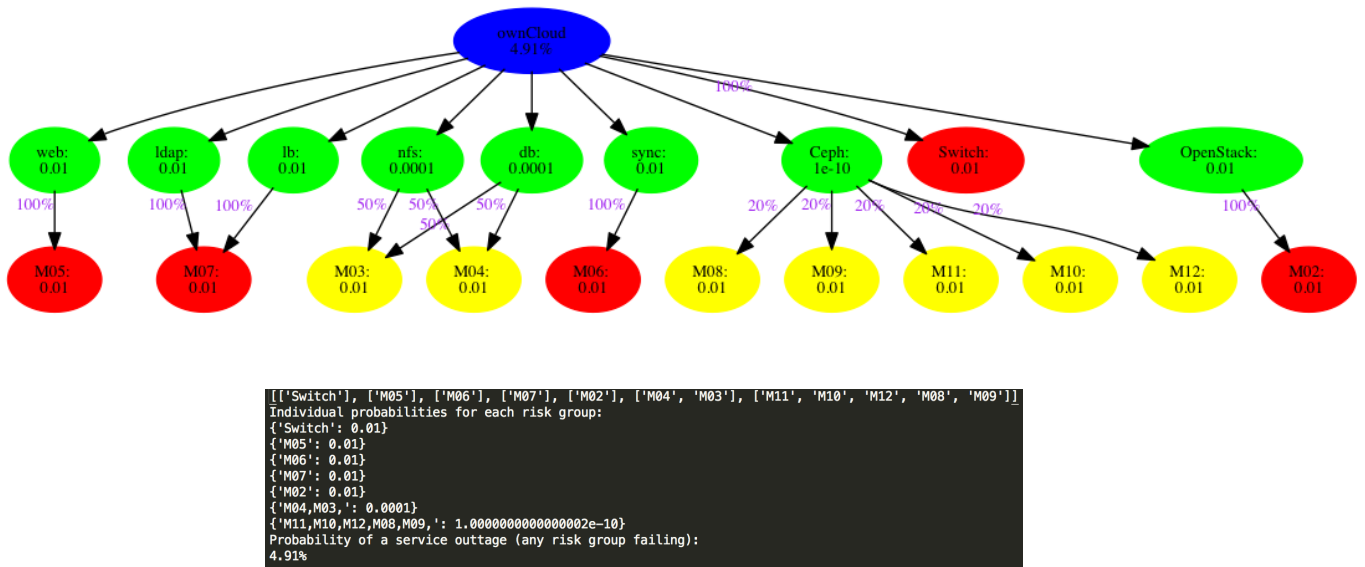 ownCloud
4.91%
100%
web:
0.01
ldap:
0.01
lb:
0.01
nfs:
0.0001
db:
0.0001
sync:
0.01
Ceph:
1e-10
Switch:
0.01
OpenStack:
0.01
100%
100%
100%
50%
50%
50%
50%
100%
20%
20%
20%
20%
20%
100%
M05:
0.01
M07:
0.01
M03:
0.01
M04:
0.01
M06:
0.01
M08:
0.01
M09:
0.01
M11:
0.01
M10:
0.01
M12:
0.01
M02:
0.01
[['Switch'], ['M05'], ['M06'], ['M07'], ['M02'], ['M04', 'M03'], ['M11', 'M10', 'M12', 'M08', 'M09']]
Individual probabilities for each risk group:
{'Switch': 0.01}
{'M05': 0.01}
{'M06': 0.01}
{'M07': 0.01}
{'M02': 0.01}
{'M04,M03,': 0.0001}
{'M11,M10,M12,M08,M09,': 1.0000000000000002e-10}
Probability of a service outtage (any risk group failing):
4.91%